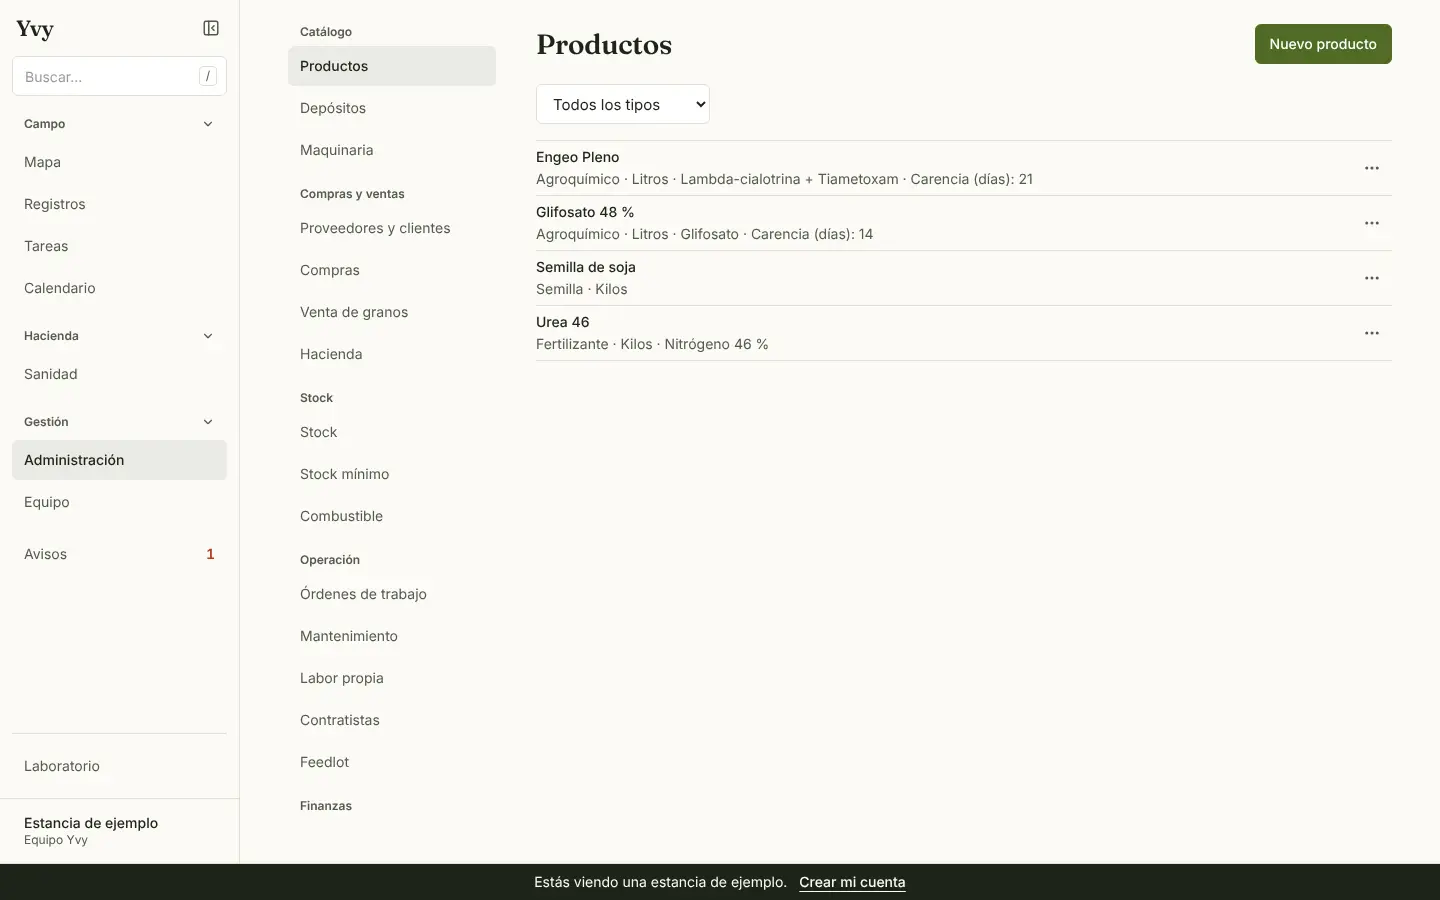 Yvy
Buscar...
/
Campo
Mapa
Registros
Tareas
Calendario
Hacienda
Sanidad
Gestión
Administración
Equipo
Avisos 1
Laboratorio
Estancia de ejemplo
Equipo Yvy
Catálogo
Productos
Depósitos
Maquinaria
Compras y ventas
Proveedores y clientes
Compras
Venta de granos
Hacienda
Stock
Stock
Stock mínimo
Combustible
Operación
Órdenes de trabajo
Mantenimiento
Labor propia
Contratistas
Feedlot
Finanzas
Productos
Nuevo producto
Todos los tipos
Engeo Pleno
Agroquímico · Litros · Lambda-cialotrina + Tiametoxam · Carencia (días): 21
Glifosato 48 %
Agroquímico · Litros · Glifosato · Carencia (días): 14
Semilla de soja
Semilla · Kilos
Urea 46
Fertilizante · Kilos · Nitrógeno 46 %
Estás viendo una estancia de ejemplo. Crear mi cuenta